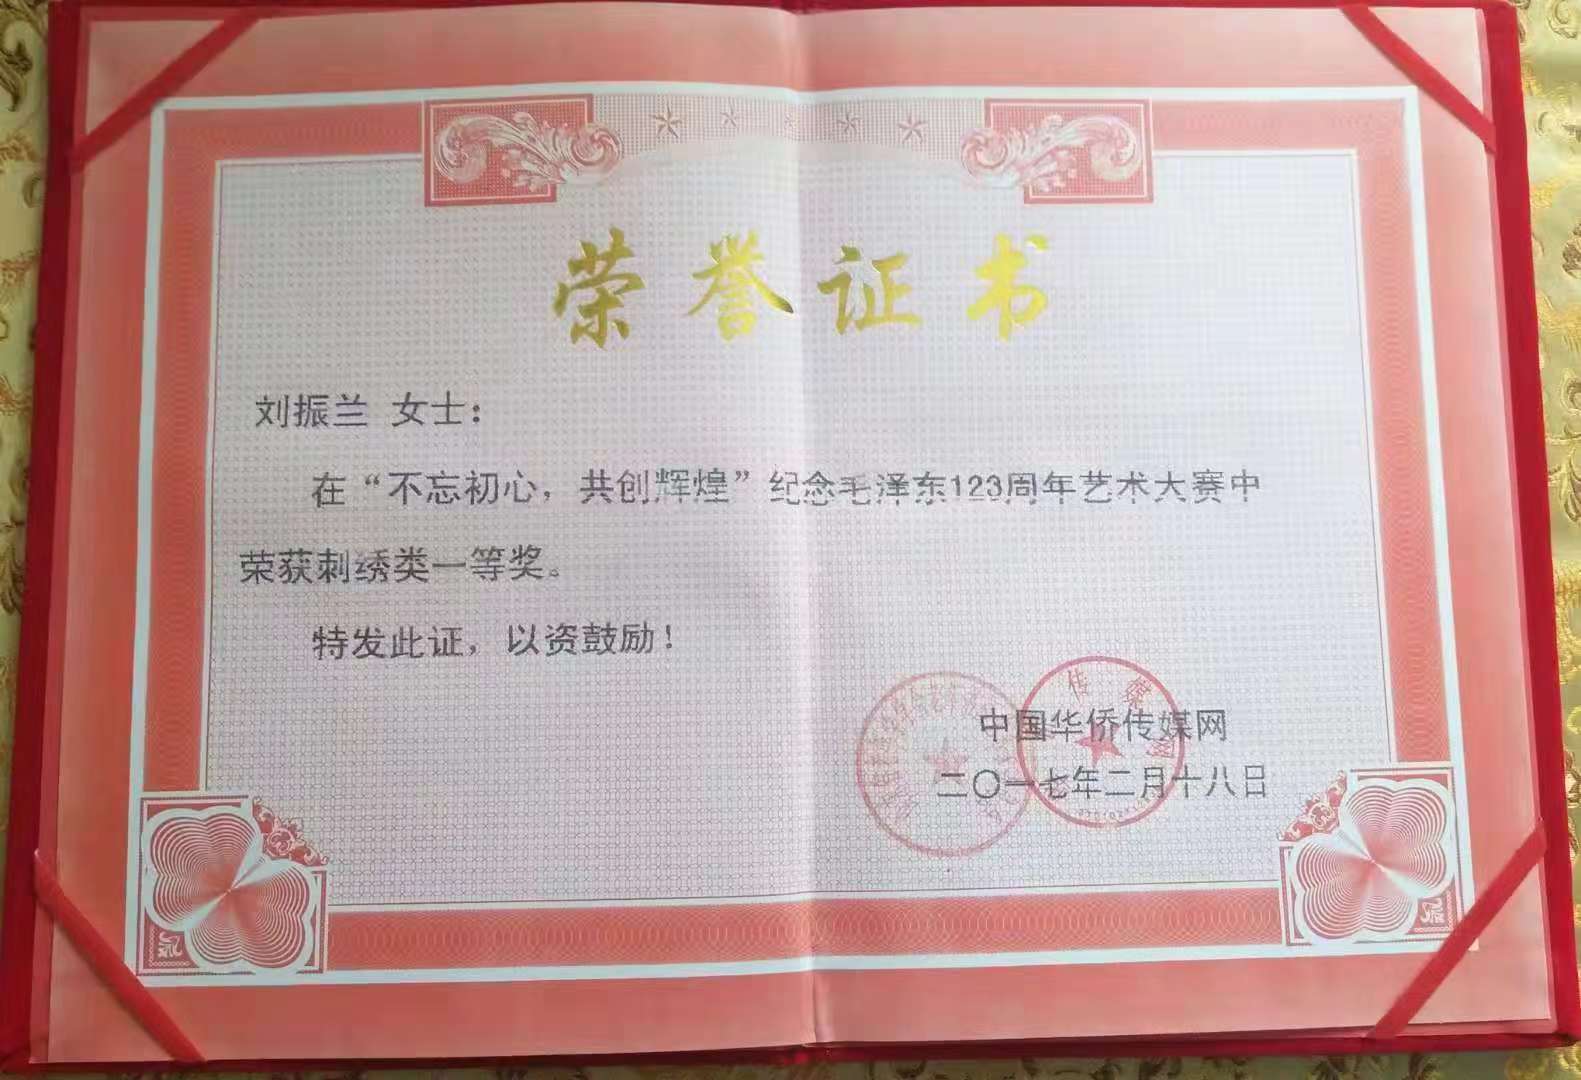 荣誉证书
刘振兰 女士：
在“不忘初心，共创辉煌”纪念毛泽东123周年艺术大赛中
荣获刺绣类一等奖。
特发此证，以资鼓励！
中国华侨传媒网
二〇一七年二月十八日
传媒网